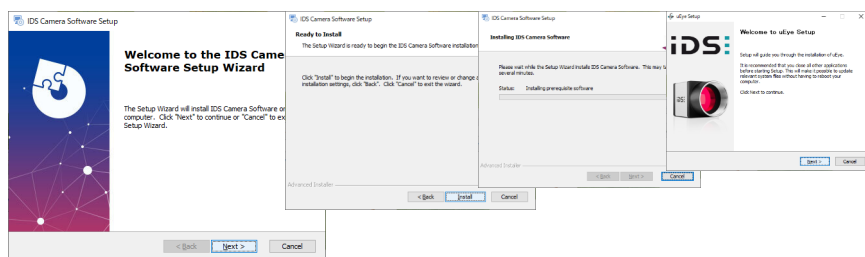 IDS Camera Software Setup
Welcome to the IDS Came
Software Setup Wizard
The Setup Wizard will install IDS Camera Software or
computer. Click "Next" to continue or "Cancel" to ex
Setup Wizard.
< Back
Next >
Cancel
IDS Camera Software Setup
Ready to Install
The Setup Wizard is ready to begin the IDS Camera Software installation
Click "Install" to begin the installation. If you want to review or change a
installation settings, click "Back". Click "Cancel" to exit the wizard.
Advanced Installer
< Back
Install
Cancel
IDS Camera Software Setup
Installing IDS Camera Software
Please wait while the Setup Wizard installs IDS Camera Software. This may t
several minutes.
Status:
Installing prerequisite software
Advanced Installer
< Back
Next >
Cancel
uEye Setup
iDS:
Welcome to uEye Setup
Setup will guide you through the installation of uEye.
It is recommended that you close all other applications
before starting Setup. This will make it possible to update
relevant system files without having to reboot your
computer.
Click Next to continue.
Next >
Cancel